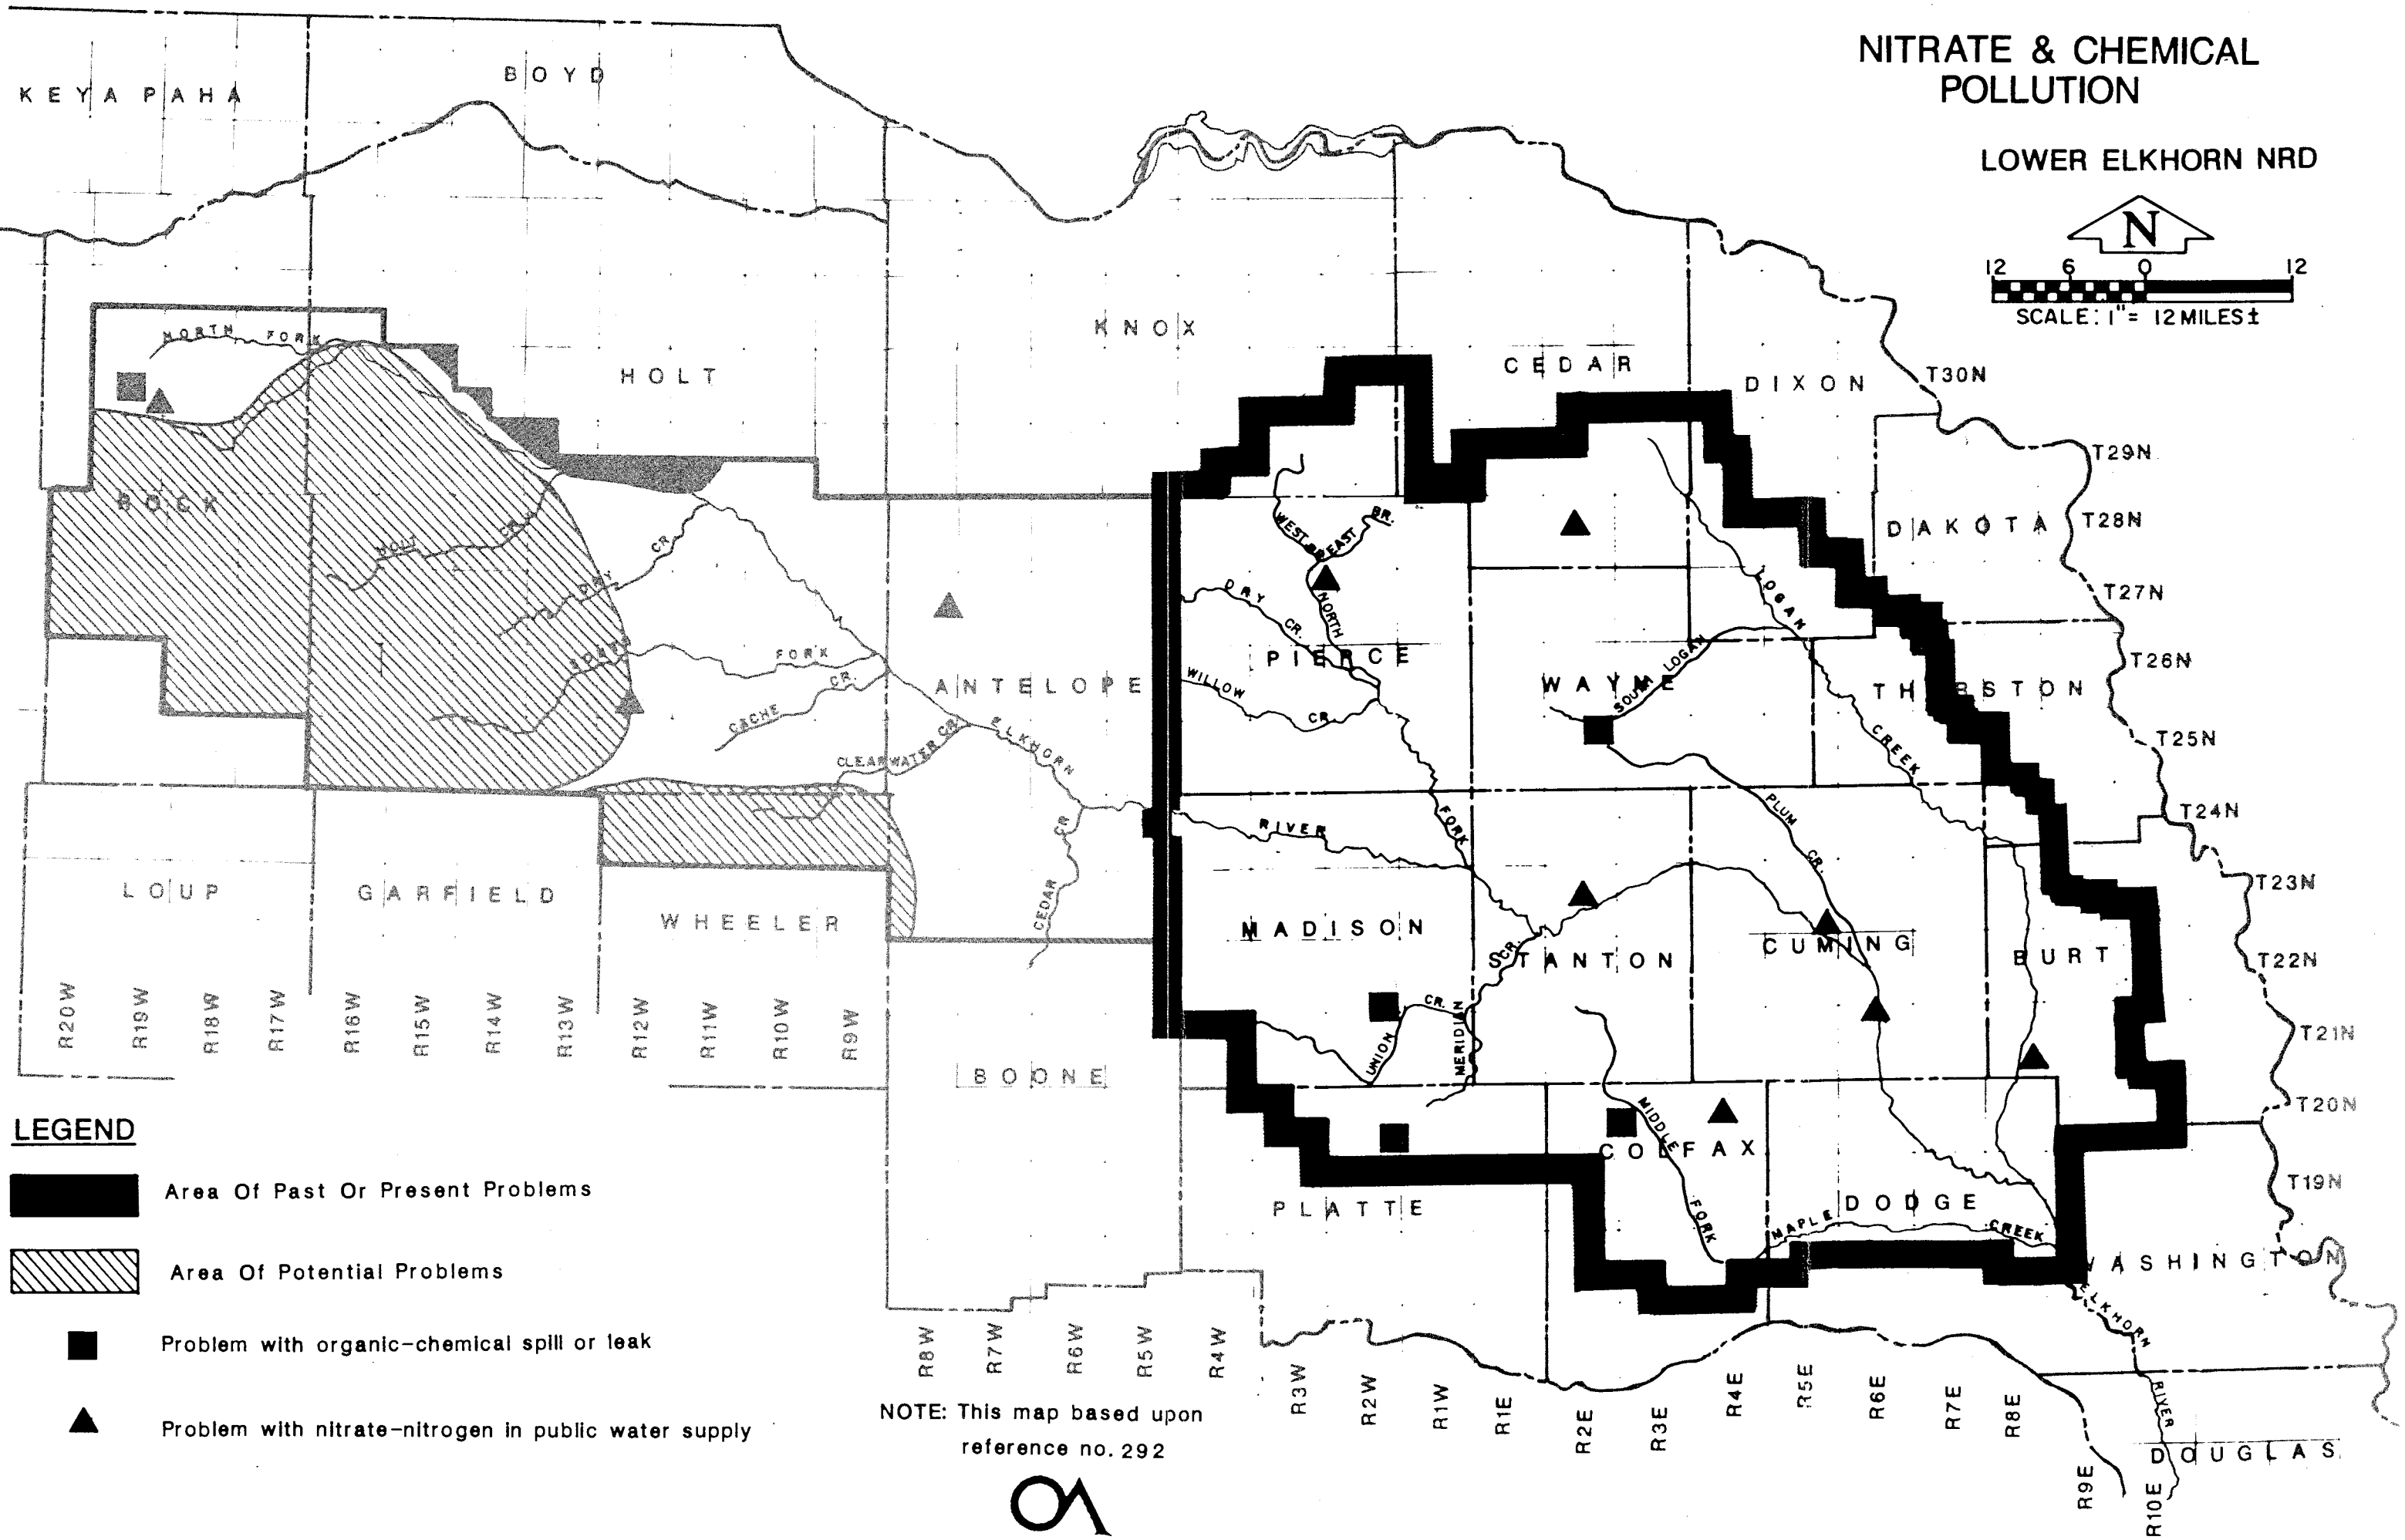 NITRATE & CHEMICAL
POLLUTION
LOWER ELKHORN NRD
N
12 6 0 12
SCALE: 1"= 12 MILES±
KEYA PAHA
BOYD
HOLT
KNOX
CEDAR
DIXON
DAKOTA
ROCK
ANTELOPE
PIERCE
WAYNE
THURSTON
LOUP
GARFIELD
WHEELER
MADISON
STANTON
CUMING
BURT
BOONE
PLATTE
COLFAX
DODGE
WASHINGTON
DOUGLAS
NORTH FORK
HOLT CR.
DRY CR.
SOUTH FORK
CACHE CR.
CLEARWATER CR.
ELKHORN
CEDAR CR
WEST BR.
EAST BR.
NORTH
FORK
DRY CR.
WILLOW CR.
RIVER
LOGAN
CREEK
SOUTH LOGAN
PLUM CR.
UNION CR.
MERIDIAN CR.
MIDDLE FORK
MAPLE CREEK
ELKHORN
RIVER
T30N
T29N
T28N
T27N
T26N
T25N
T24N
T23N
T22N
T21N
T20N
T19N
R20W
R19W
R18W
R17W
R16W
R15W
R14W
R13W
R12W
R11W
R10W
R9W
R8W
R7W
R6W
R5W
R4W
R3W
R2W
R1W
R1E
R2E
R3E
R4E
R5E
R6E
R7E
R8E
R9E
R10E
LEGEND
Area Of Past Or Present Problems
Area Of Potential Problems
Problem with organic-chemical spill or leak
Problem with nitrate-nitrogen in public water supply
NOTE: This map based upon
reference no. 292